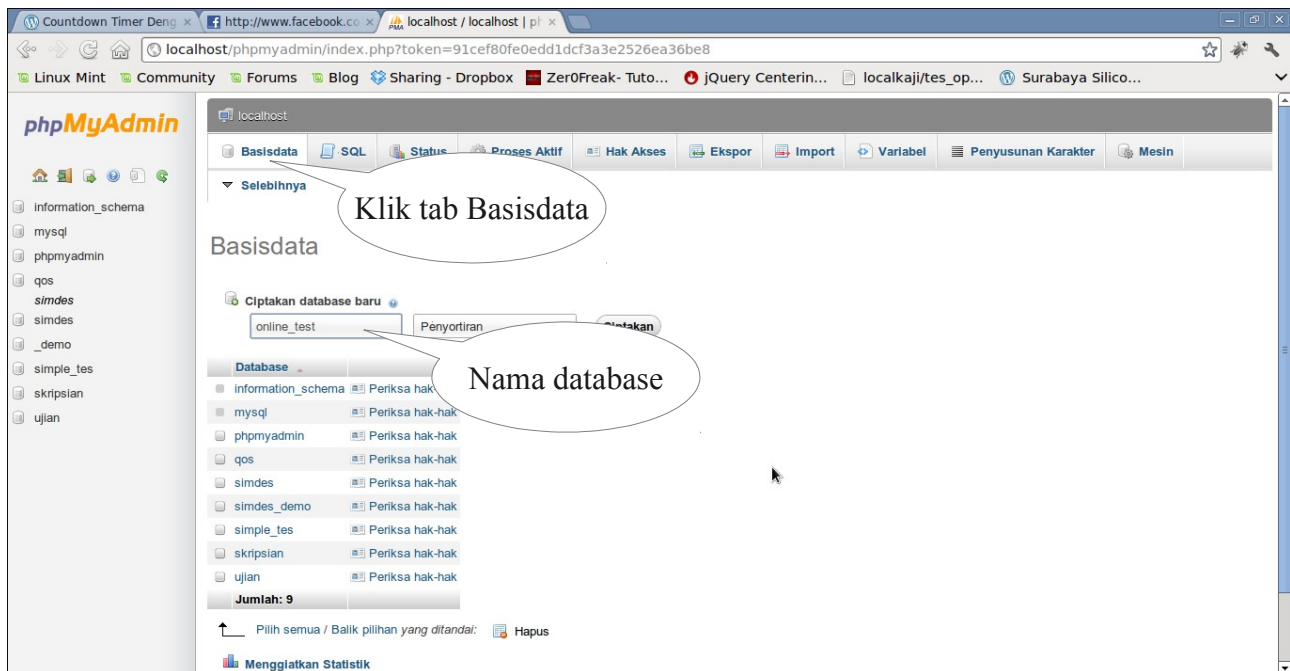 Countdown Timer Deng
http://www.facebook.co
localhost / localhost | ph
localhost/phpmyadmin/index.php?token=91cef80fe0edd1dcf3a3e2526ea36be8
Linux Mint Community Forums Blog Sharing - Dropbox Zer0Freak- Tuto... jQuery Centerin... localkaji/tes_op... Surabaya Silico...
phpMyAdmin
information_schema
mysql
phpmyadmin
qos
simdes
simdes
_demo
simple_tes
skripsian
ujian
localhost
Basisdata SQL Status Proses Aktif Hak Akses Ekspor Import Variabel Penyusunan Karakter Mesin
Selebihnya
Klik tab Basisdata
Basisdata
Ciptakan database baru
online_test Penyortiran Ciptakan
Nama database
Database
information_schema Periksa hak-hak
mysql Periksa hak-hak
phpmyadmin Periksa hak-hak
qos Periksa hak-hak
simdes Periksa hak-hak
simdes_demo Periksa hak-hak
simple_tes Periksa hak-hak
skripsian Periksa hak-hak
ujian Periksa hak-hak
Jumlah: 9
Pilih semua / Balik pilihan yang ditandai: Hapus
Menggiatkan Statistik